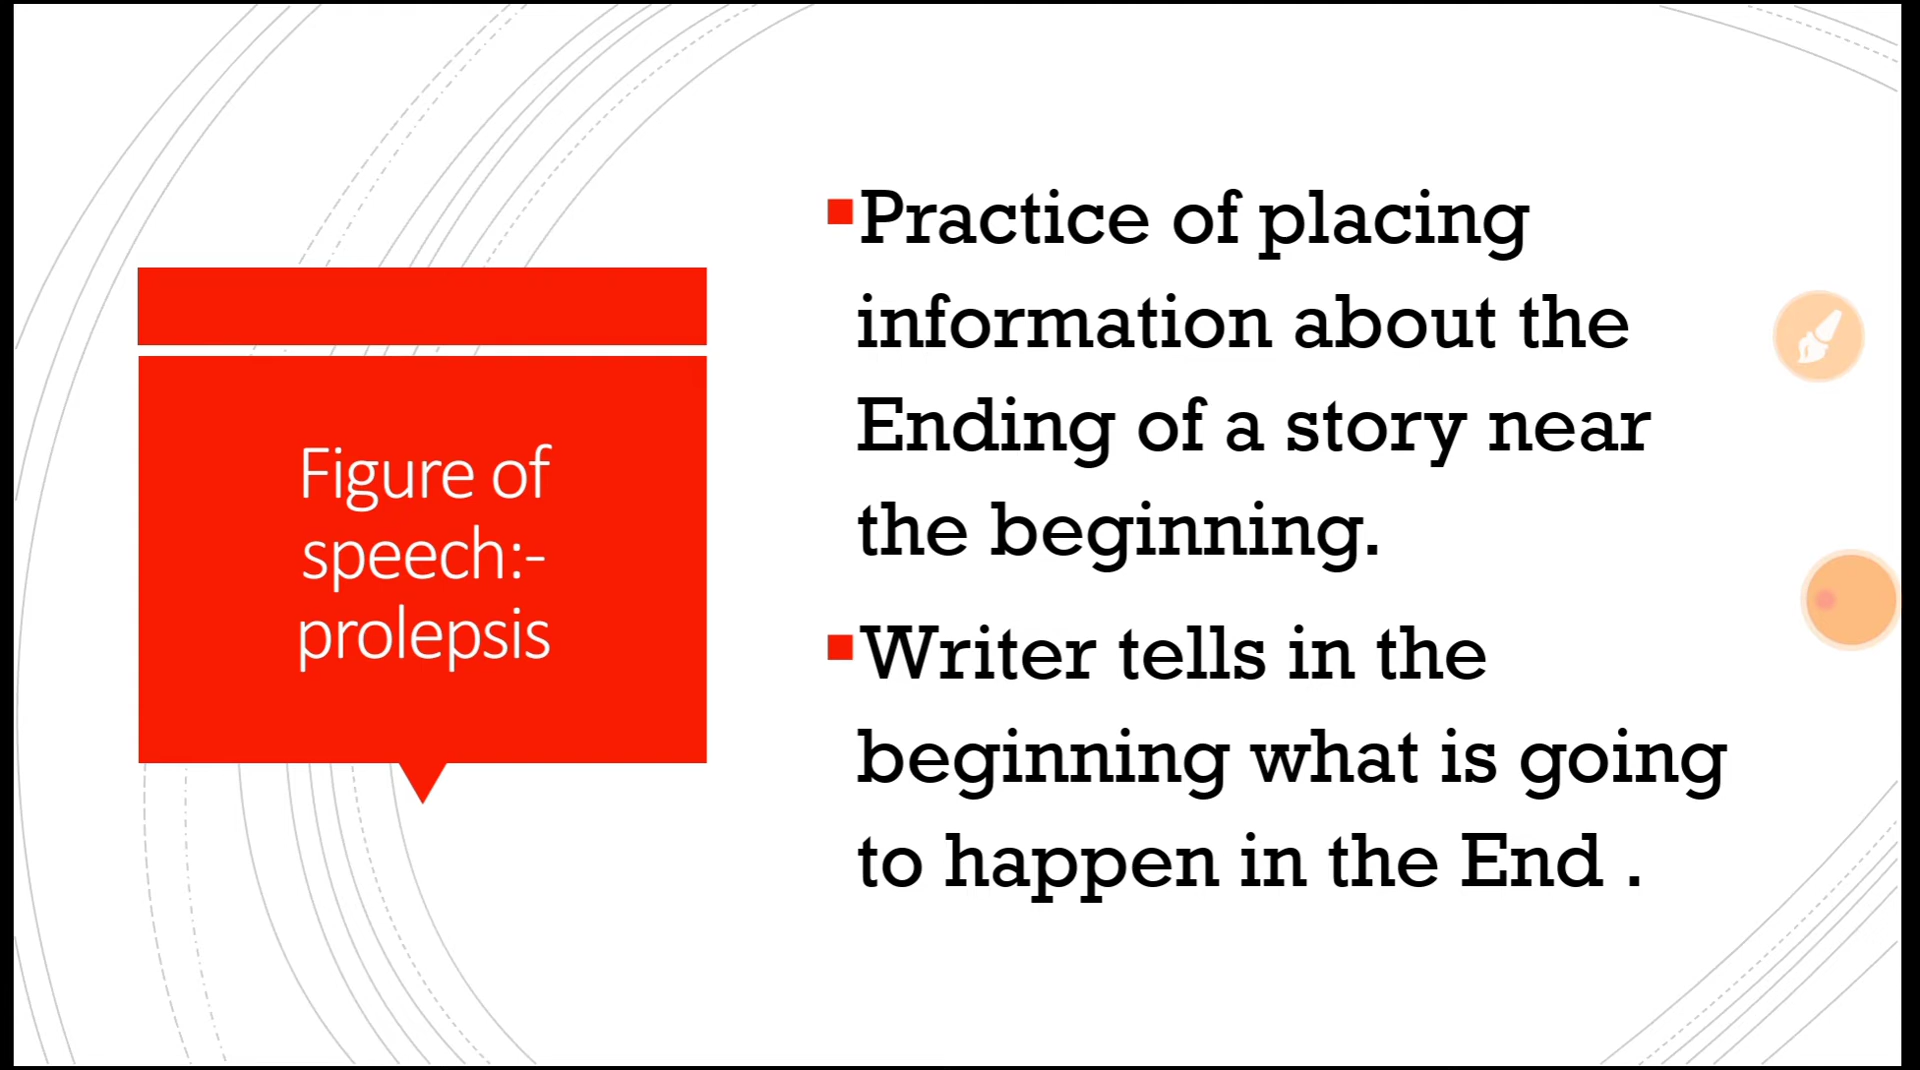 Figure of
speech:-
prolepsis
Practice of placing
information about the
Ending of a story near
the beginning.
Writer tells in the
beginning what is going
to happen in the End .